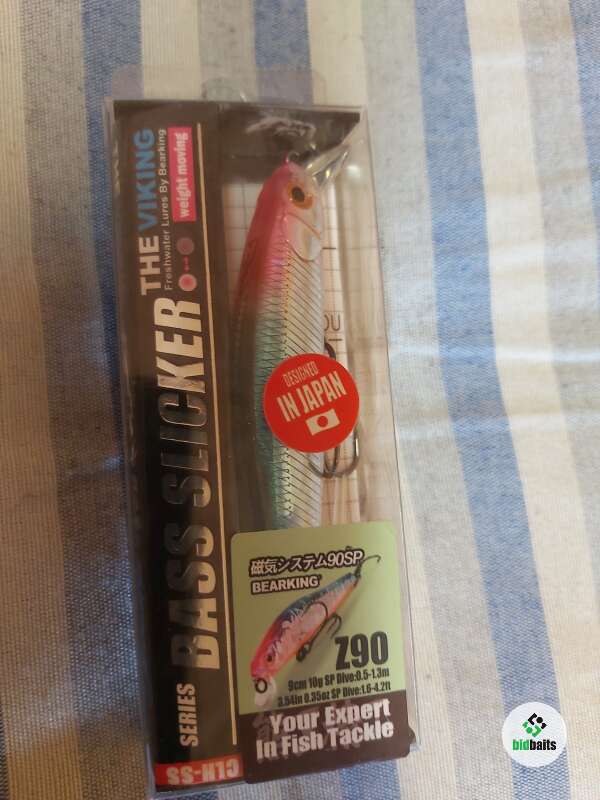 THE VIKING
Freshwater Lures By Bearking
weight moving
SERIES BASS SLICKER
CLH-SS
DESIGNED
IN JAPAN
磁気システム90SP
BEARKING
Z90
9cm 10g SP Dive:0.5-1.3m
3.54in 0.35oz SP Dive:1.6-4.2ft
Your Expert
In Fish Tackle
bidbaits